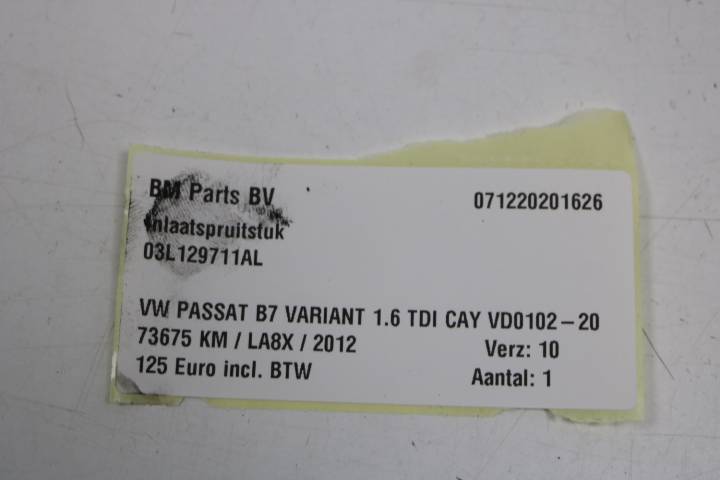 BM Parts BV 071220201626
Inlaatspruitstuk
03L129711AL
VW PASSAT B7 VARIANT 1.6 TDI CAY VD0102-20
73675 KM / LA8X / 2012 Verz: 10
125 Euro incl. BTW Aantal: 1